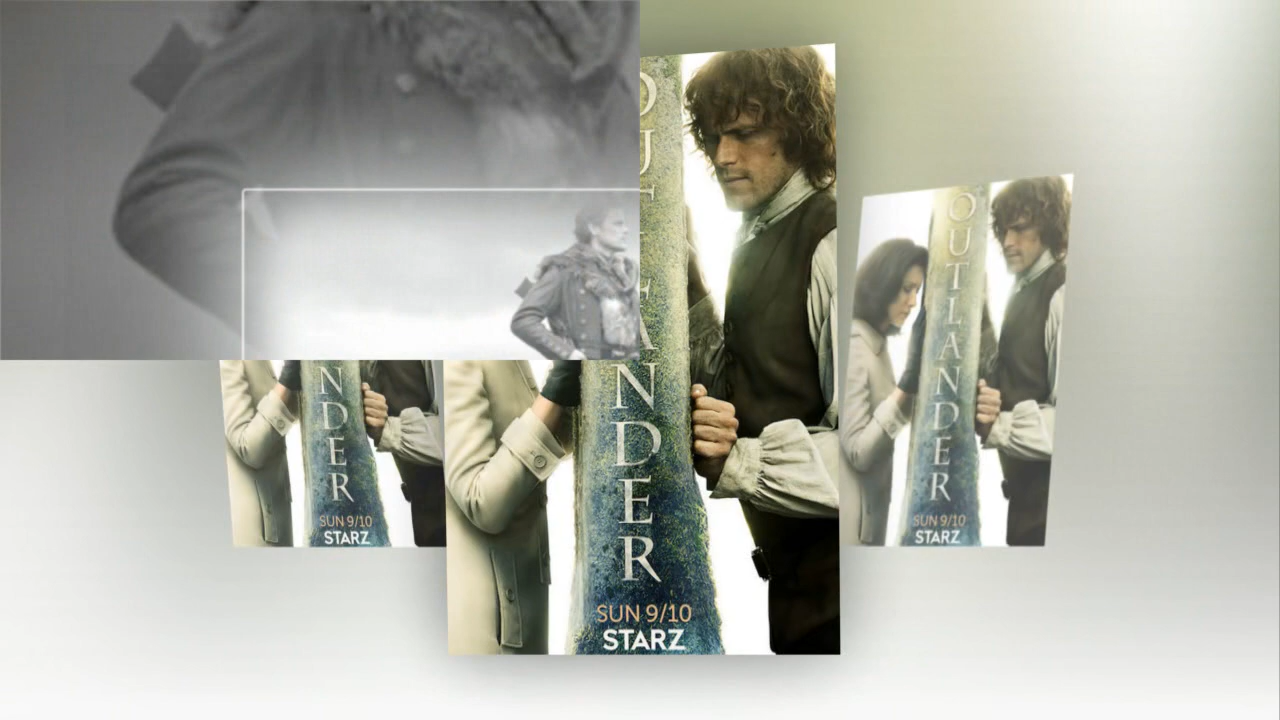 NDER
SUN 9/10
STARZ
OUTLANDER
SUN 9/10
STARZ
OUTLANDER
SUN 9/10
STARZ